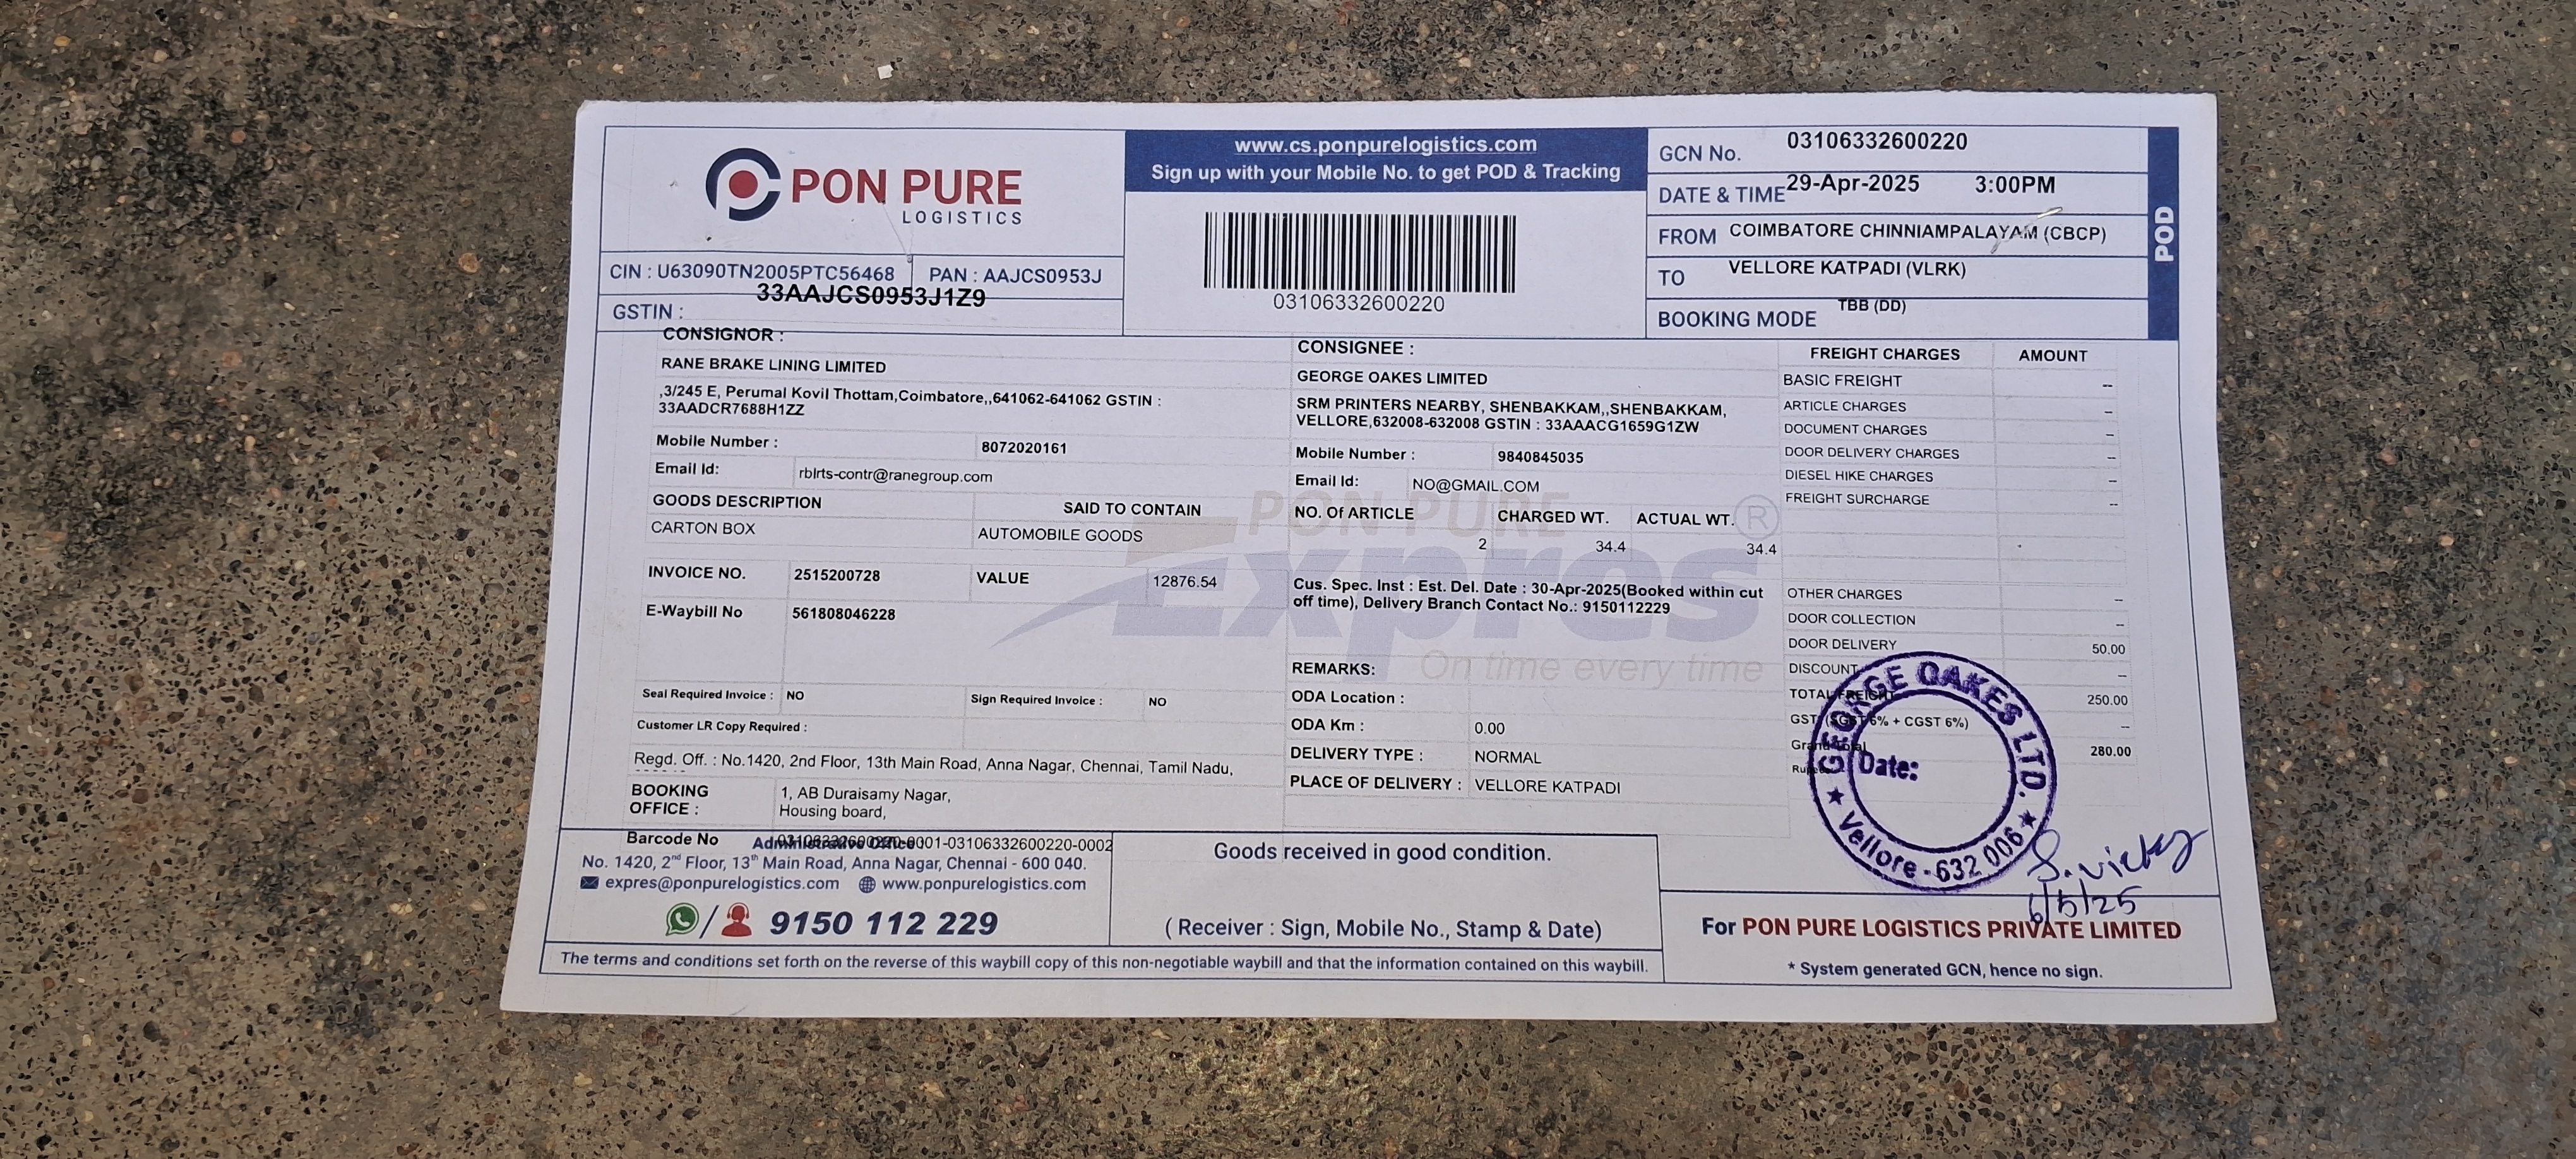 PON PURE
LOGISTICS
www.cs.ponpurelogistics.com
Sign up with your Mobile No. to get POD & Tracking
03106332600220
GCN No. 03106332600220
DATE & TIME 29-Apr-2025 3:00PM
FROM COIMBATORE CHINNIAMPALAYAM (CBCP)
TO VELLORE KATPADI (VLRK)
BOOKING MODE TBB (DD)
POD
CIN : U63090TN2005PTC56468 PAN : AAJCS0953J
GSTIN : 33AAJCS0953J1Z9
CONSIGNOR :
RANE BRAKE LINING LIMITED
,3/245 E, Perumal Kovil Thottam,Coimbatore,,641062-641062 GSTIN :
33AADCR7688H1ZZ
Mobile Number : 8072020161
Email Id: rblrts-contr@ranegroup.com
GOODS DESCRIPTION SAID TO CONTAIN
CARTON BOX AUTOMOBILE GOODS
INVOICE NO. 2515200728 VALUE 12876.54
E-Waybill No 561808046228
Seal Required Invoice : NO Sign Required Invoice : NO
Customer LR Copy Required :
Regd. Off. : No.1420, 2nd Floor, 13th Main Road, Anna Nagar, Chennai, Tamil Nadu,
BOOKING OFFICE : 1, AB Duraisamy Nagar,
Housing board,
CONSIGNEE :
GEORGE OAKES LIMITED
SRM PRINTERS NEARBY, SHENBAKKAM,,SHENBAKKAM,
VELLORE,632008-632008 GSTIN : 33AAACG1659G1ZW
Mobile Number : 9840845035
Email Id: NO@GMAIL.COM
NO. Of ARTICLE CHARGED WT. ACTUAL WT.
2 34.4 34.4
PON PURE
Expres ®
On time every time
Cus. Spec. Inst : Est. Del. Date : 30-Apr-2025(Booked within cut
off time), Delivery Branch Contact No.: 9150112229
REMARKS:
ODA Location :
ODA Km : 0.00
DELIVERY TYPE : NORMAL
PLACE OF DELIVERY : VELLORE KATPADI
FREIGHT CHARGES AMOUNT
BASIC FREIGHT --
ARTICLE CHARGES --
DOCUMENT CHARGES --
DOOR DELIVERY CHARGES --
DIESEL HIKE CHARGES --
FREIGHT SURCHARGE --
OTHER CHARGES --
DOOR COLLECTION --
DOOR DELIVERY 50.00
DISCOUNT --
TOTAL FREIGHT 250.00
GST (SGST 6% + CGST 6%) --
Grand Total 280.00
GEORGE OAKES LTD.
Date:
★ Vellore - 632 006 ★
6/5/25
Barcode No 03106332600220-0001-03106332600220-0002
Administrative Office :
No. 1420, 2nd Floor, 13th Main Road, Anna Nagar, Chennai - 600 040.
expres@ponpurelogistics.com www.ponpurelogistics.com
/ 9150 112 229
Goods received in good condition.
( Receiver : Sign, Mobile No., Stamp & Date)
For PON PURE LOGISTICS PRIVATE LIMITED
* System generated GCN, hence no sign.
The terms and conditions set forth on the reverse of this waybill copy of this non-negotiable waybill and that the information contained on this waybill.